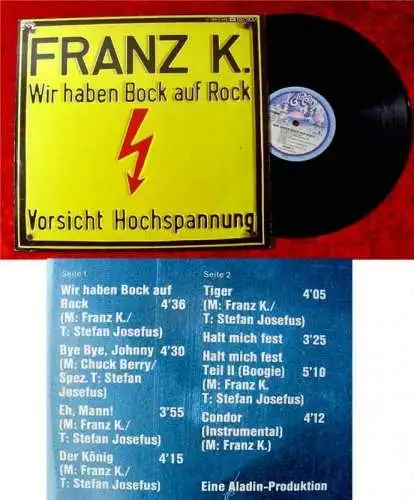 FRANZ K.
Wir haben Bock auf Rock
Vorsicht Hochspannung
Seite 1
Wir haben Bock auf
Rock 4'36
(M: Franz K./
T: Stefan Josefus)
Bye Bye, Johnny 4'30
(M: Chuck Berry/
Spez. T: Stefan
Josefus)
Eh, Mann! 3'55
(M: Franz K./
T: Stefan Josefus)
Der König 4'15
(M: Franz K./
T: Stefan Josefus)
Seite 2
Tiger 4'05
(M: Franz K./
T: Stefan Josefus)
Halt mich fest 3'25
Halt mich fest
Teil II (Boogie) 5'10
(M: Franz K.
T: Stefan Josefus)
Condor 4'12
(Instrumental)
(M: Franz K.)
Eine Aladin-Produktion